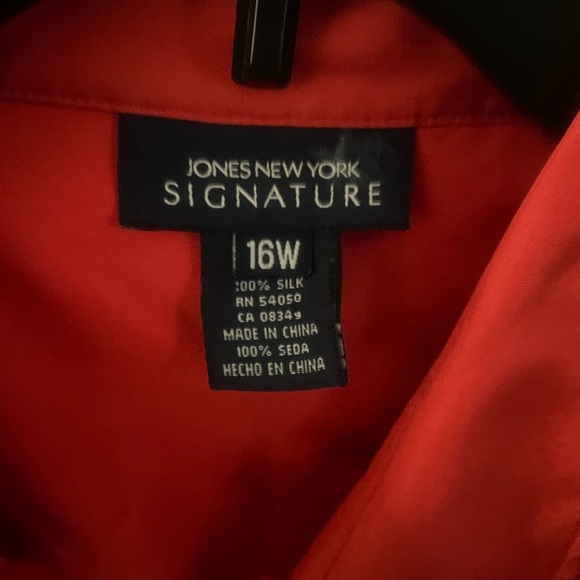 JONES NEW YORK
SIGNATURE
16W
100% SILK
RN 54050
CA 08349
MADE IN CHINA
100% SEDA
HECHO EN CHINA